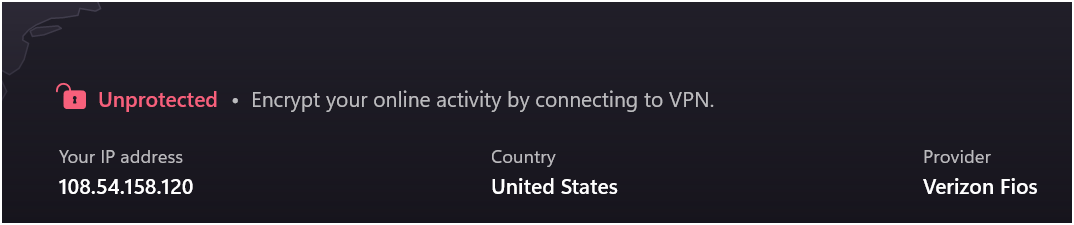 Unprotected • Encrypt your online activity by connecting to VPN.
Your IP address Country Provider
108.54.158.120 United States Verizon Fios